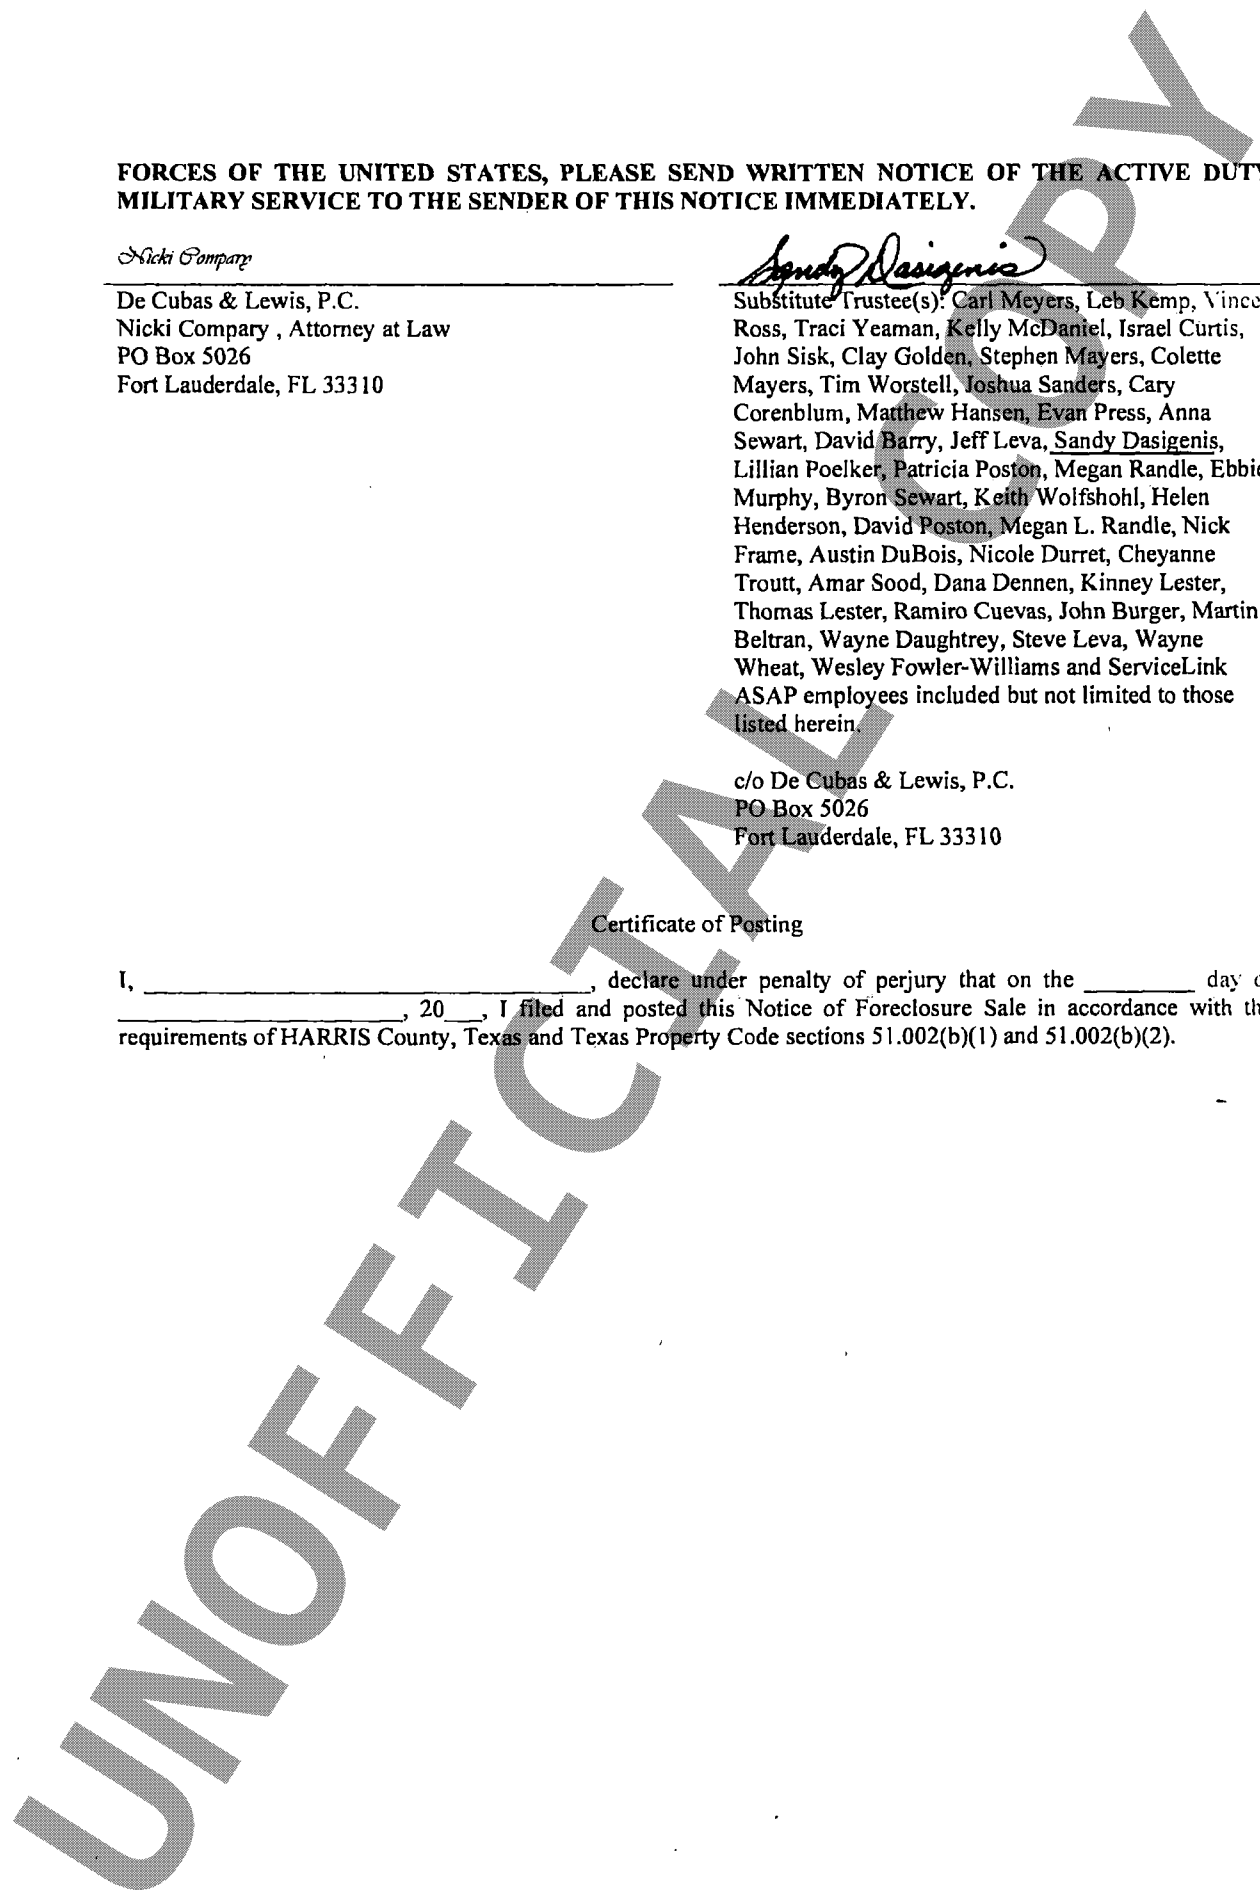 FORCES OF THE UNITED STATES, PLEASE SEND WRITTEN NOTICE OF THE ACTIVE DUTY
MILITARY SERVICE TO THE SENDER OF THIS NOTICE IMMEDIATELY.
Nicki Compary
De Cubas & Lewis, P.C.
Nicki Compary , Attorney at Law
PO Box 5026
Fort Lauderdale, FL 33310
Sandy Dasigenis
Substitute Trustee(s): Carl Meyers, Leb Kemp, Vince
Ross, Traci Yeaman, Kelly McDaniel, Israel Curtis,
John Sisk, Clay Golden, Stephen Mayers, Colette
Mayers, Tim Worstell, Joshua Sanders, Cary
Corenblum, Matthew Hansen, Evan Press, Anna
Sewart, David Barry, Jeff Leva, Sandy Dasigenis,
Lillian Poelker, Patricia Poston, Megan Randle, Ebbie
Murphy, Byron Sewart, Keith Wolfshohl, Helen
Henderson, David Poston, Megan L. Randle, Nick
Frame, Austin DuBois, Nicole Durret, Cheyanne
Troutt, Amar Sood, Dana Dennen, Kinney Lester,
Thomas Lester, Ramiro Cuevas, John Burger, Martin
Beltran, Wayne Daughtrey, Steve Leva, Wayne
Wheat, Wesley Fowler-Williams and ServiceLink
ASAP employees included but not limited to those
listed herein.
c/o De Cubas & Lewis, P.C.
PO Box 5026
Fort Lauderdale, FL 33310
Certificate of Posting
I, ____________________, declare under penalty of perjury that on the _____ day
_______________, 20__, I filed and posted this Notice of Foreclosure Sale in accordance with
requirements of HARRIS County, Texas and Texas Property Code sections 51.002(b)(1) and 51.002(b)(2).
UNOFFICIAL COPY